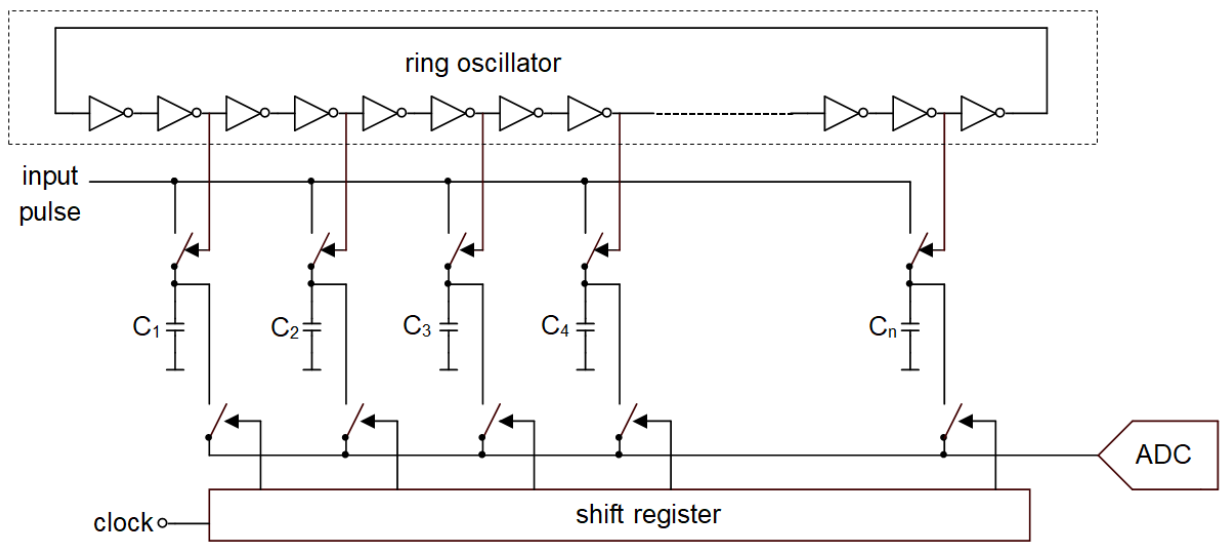 ring oscillator
input
pulse
C₁ C₂ C₃ C₄ Cₙ
ADC
shift register
clock